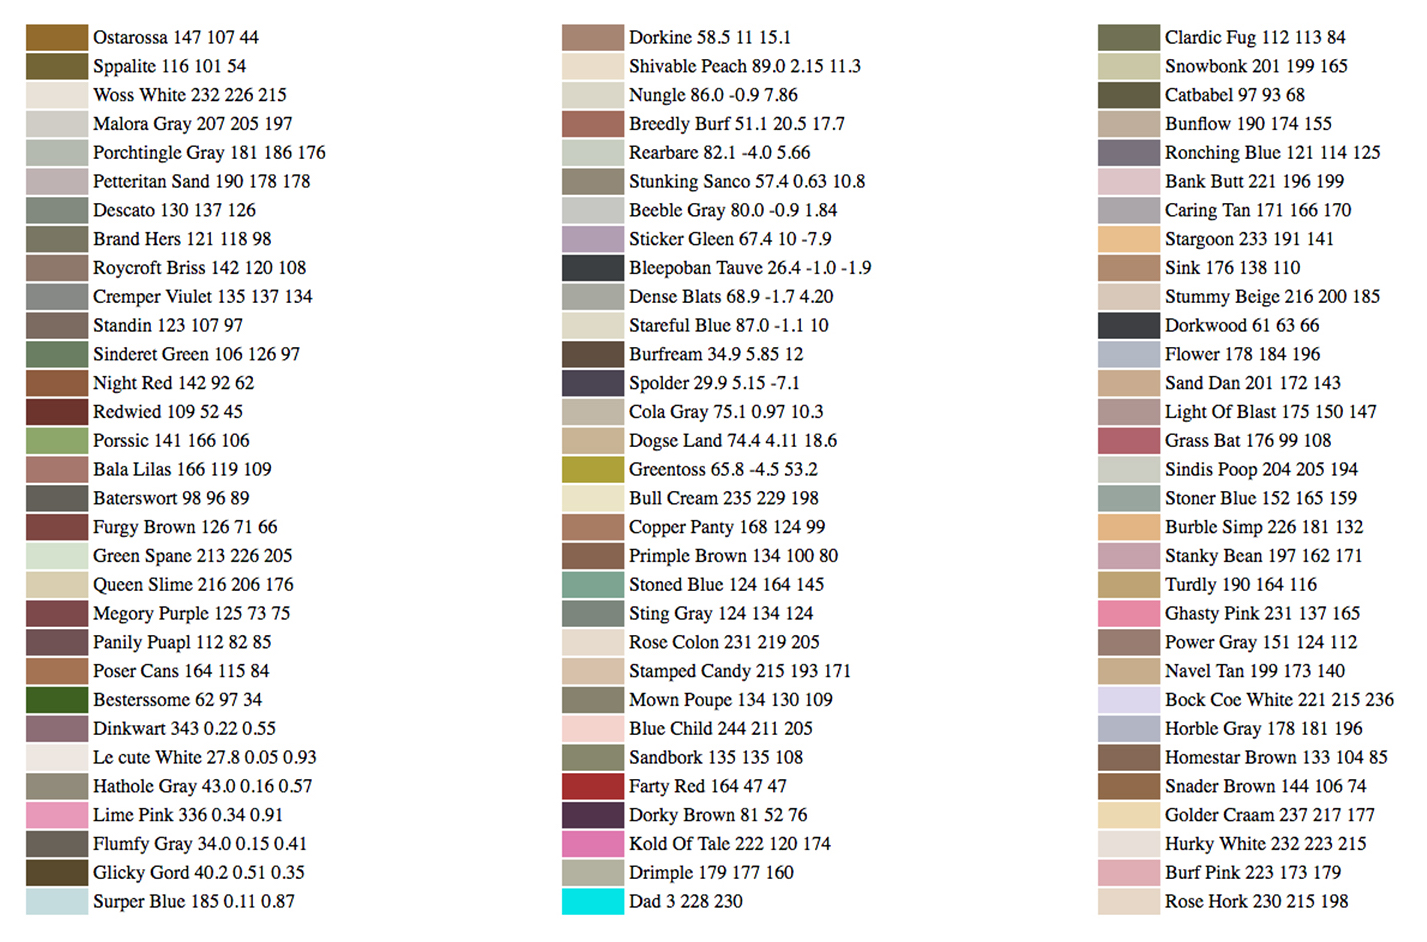 Ostarossa 147 107 44
Sppalite 116 101 54
Woss White 232 226 215
Malora Gray 207 205 197
Porchtingle Gray 181 186 176
Petteritan Sand 190 178 178
Descato 130 137 126
Brand Hers 121 118 98
Roycroft Briss 142 120 108
Cremper Viulet 135 137 134
Standin 123 107 97
Sinderet Green 106 126 97
Night Red 142 92 62
Redwied 109 52 45
Porssic 141 166 106
Bala Lilas 166 119 109
Baterswort 98 96 89
Furgy Brown 126 71 66
Green Spane 213 226 205
Queen Slime 216 206 176
Megory Purple 125 73 75
Panily Puapl 112 82 85
Poser Cans 164 115 84
Besterssome 62 97 34
Dinkwart 343 0.22 0.55
Le cute White 27.8 0.05 0.93
Hathole Gray 43.0 0.16 0.57
Lime Pink 336 0.34 0.91
Flumfy Gray 34.0 0.15 0.41
Glicky Gord 40.2 0.51 0.35
Surper Blue 185 0.11 0.87
Dorkine 58.5 11 15.1
Shivable Peach 89.0 2.15 11.3
Nungle 86.0 -0.9 7.86
Breedly Burf 51.1 20.5 17.7
Rearbare 82.1 -4.0 5.66
Stunking Sanco 57.4 0.63 10.8
Beeble Gray 80.0 -0.9 1.84
Sticker Gleen 67.4 10 -7.9
Bleepoban Tauve 26.4 -1.0 -1.9
Dense Blats 68.9 -1.7 4.20
Stareful Blue 87.0 -1.1 10
Burfream 34.9 5.85 12
Spolder 29.9 5.15 -7.1
Cola Gray 75.1 0.97 10.3
Dogse Land 74.4 4.11 18.6
Greentoss 65.8 -4.5 53.2
Bull Cream 235 229 198
Copper Panty 168 124 99
Primple Brown 134 100 80
Stoned Blue 124 164 145
Sting Gray 124 134 124
Rose Colon 231 219 205
Stamped Candy 215 193 171
Mown Poupe 134 130 109
Blue Child 244 211 205
Sandbork 135 135 108
Farty Red 164 47 47
Dorky Brown 81 52 76
Kold Of Tale 222 120 174
Drimple 179 177 160
Dad 3 228 230
Clardic Fug 112 113 84
Snowbonk 201 199 165
Catbabel 97 93 68
Bunflow 190 174 155
Ronching Blue 121 114 125
Bank Butt 221 196 199
Caring Tan 171 166 170
Stargoon 233 191 141
Sink 176 138 110
Stummy Beige 216 200 185
Dorkwood 61 63 66
Flower 178 184 196
Sand Dan 201 172 143
Light Of Blast 175 150 147
Grass Bat 176 99 108
Sindis Poop 204 205 194
Stoner Blue 152 165 159
Burble Simp 226 181 132
Stanky Bean 197 162 171
Turdly 190 164 116
Ghasty Pink 231 137 165
Power Gray 151 124 112
Navel Tan 199 173 140
Bock Coe White 221 215 236
Horble Gray 178 181 196
Homestar Brown 133 104 85
Snader Brown 144 106 74
Golder Craam 237 217 177
Hurky White 232 223 215
Burf Pink 223 173 179
Rose Hork 230 215 198